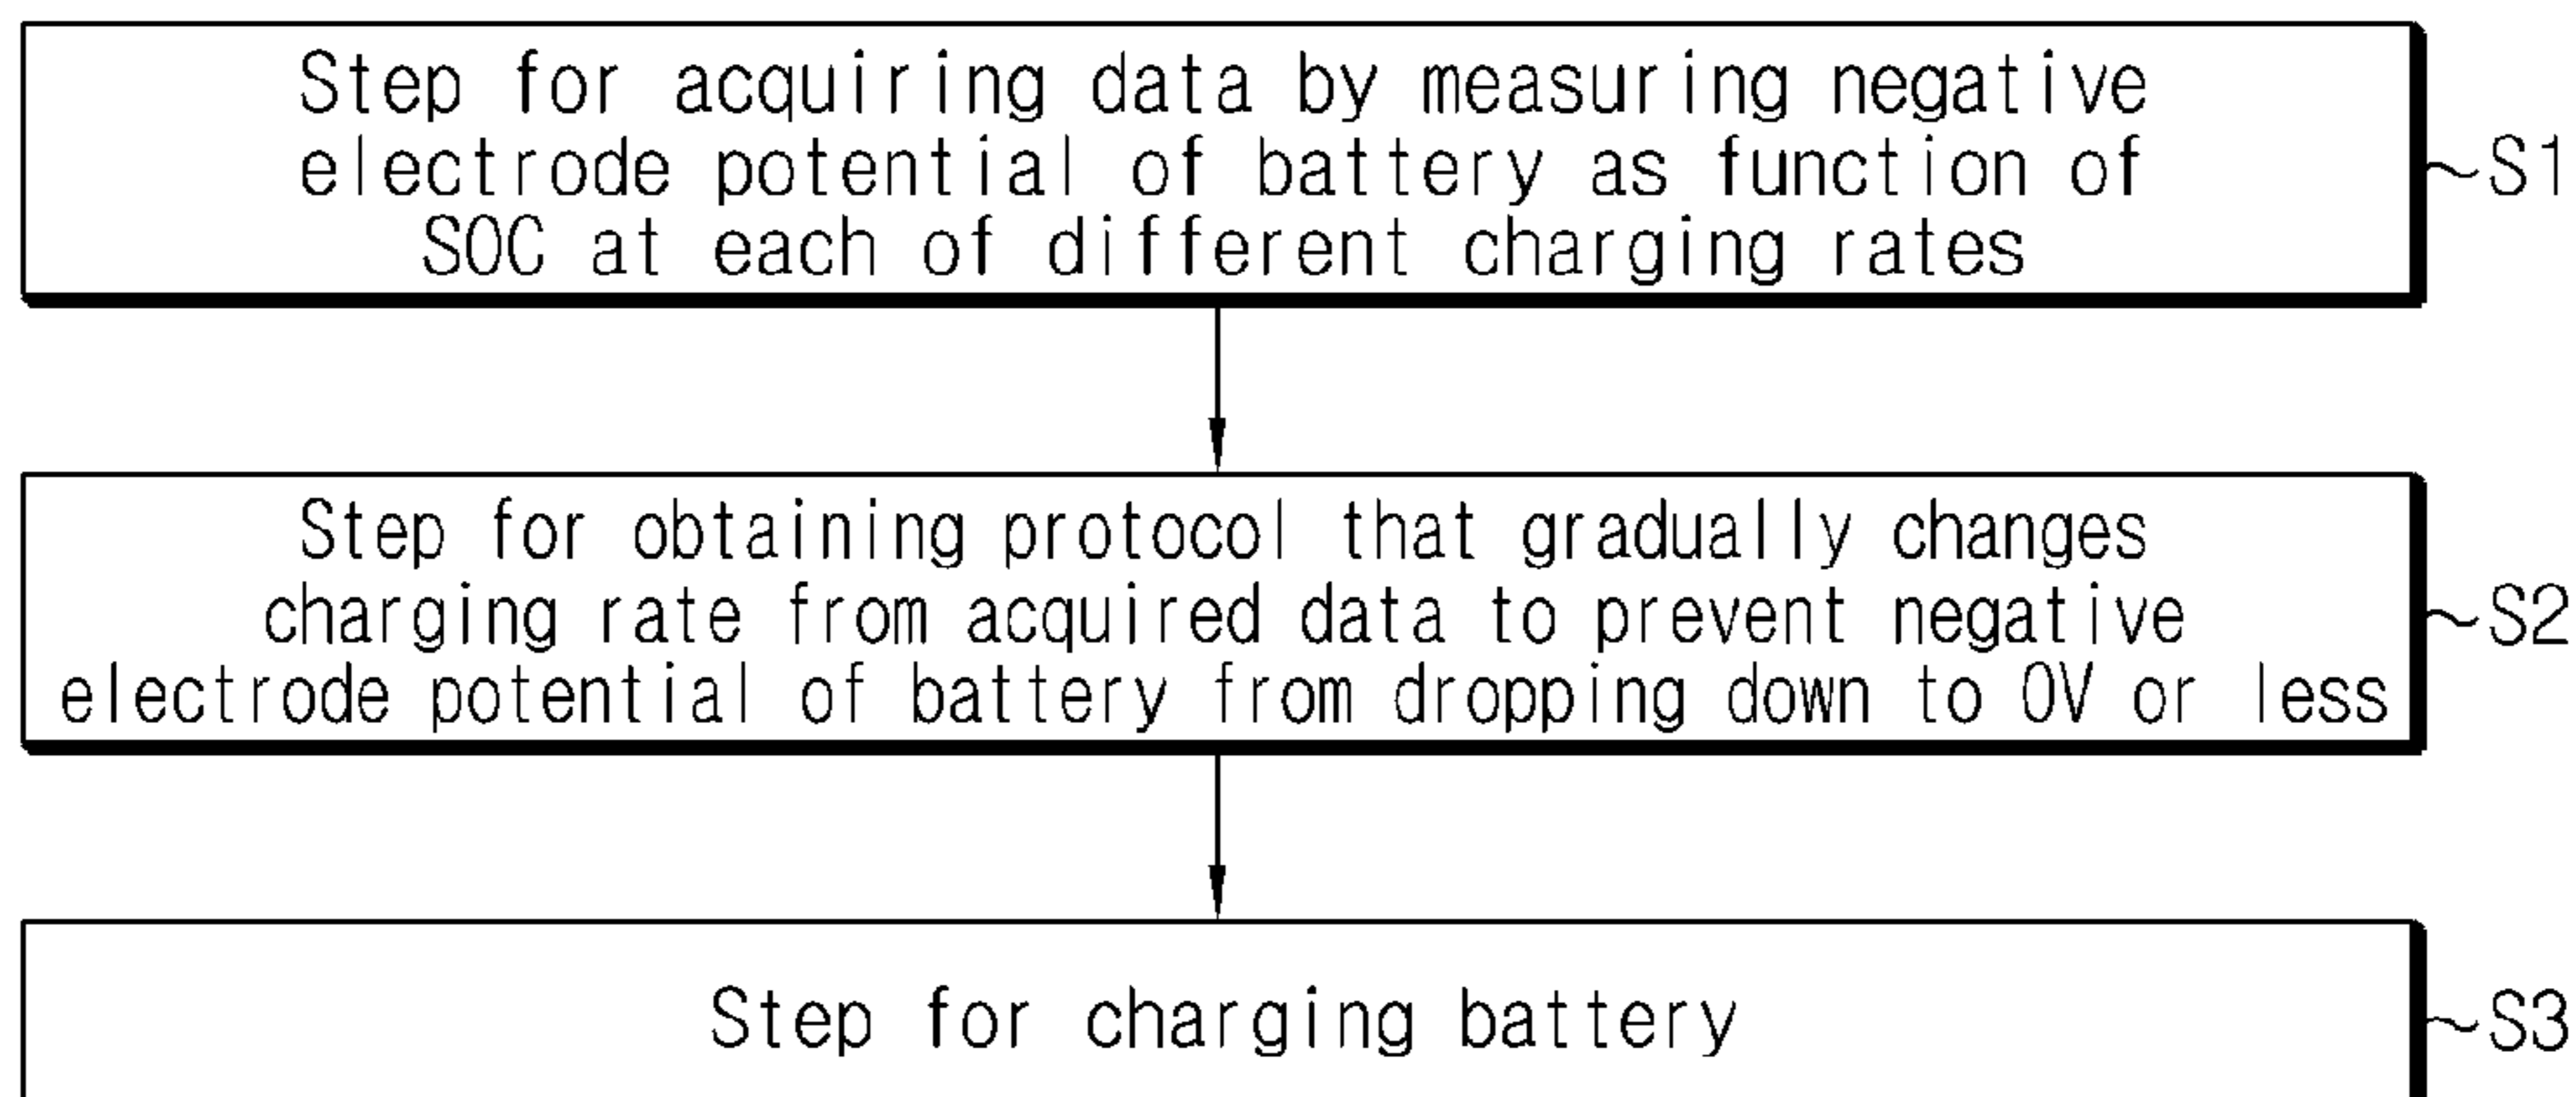 Step for acquiring data by measuring negative
electrode potential of battery as function of
SOC at each of different charging rates
S1
Step for obtaining protocol that gradually changes
charging rate from acquired data to prevent negative
electrode potential of battery from dropping down to 0V or less
S2
Step for charging battery
S3